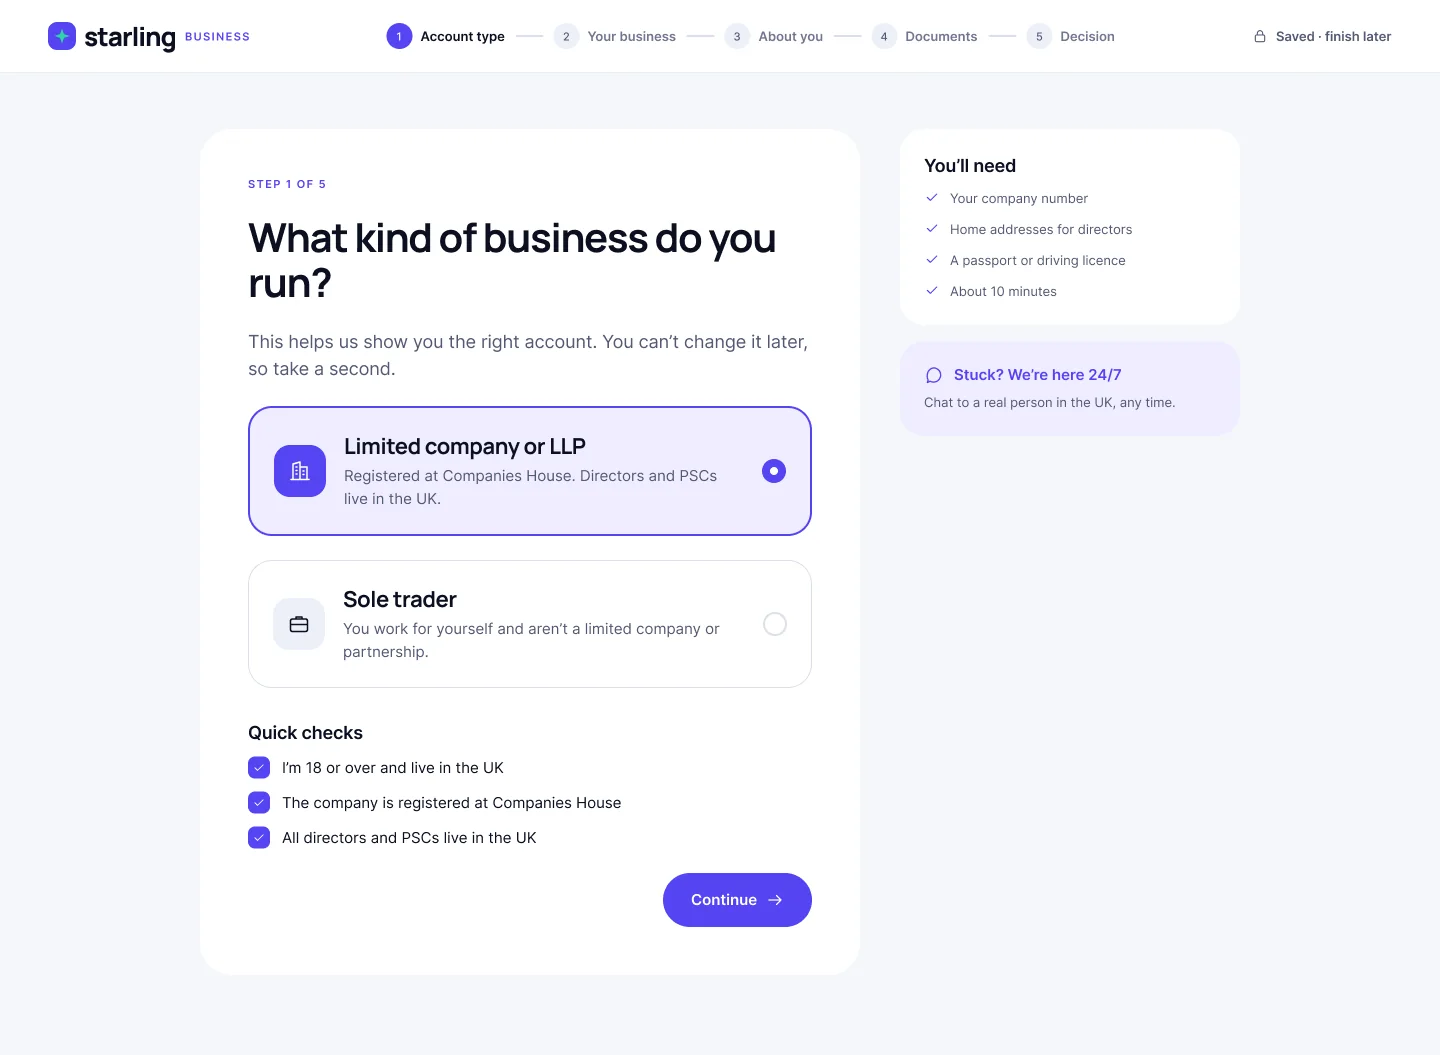 starling BUSINESS
1 Account type
2 Your business
3 About you
4 Documents
5 Decision
Saved · finish later
STEP 1 OF 5
What kind of business do you
run?
This helps us show you the right account. You can’t change it later,
so take a second.
Limited company or LLP
Registered at Companies House. Directors and PSCs
live in the UK.
Sole trader
You work for yourself and aren’t a limited company or
partnership.
Quick checks
I’m 18 or over and live in the UK
The company is registered at Companies House
All directors and PSCs live in the UK
Continue
You’ll need
Your company number
Home addresses for directors
A passport or driving licence
About 10 minutes
Stuck? We’re here 24/7
Chat to a real person in the UK, any time.